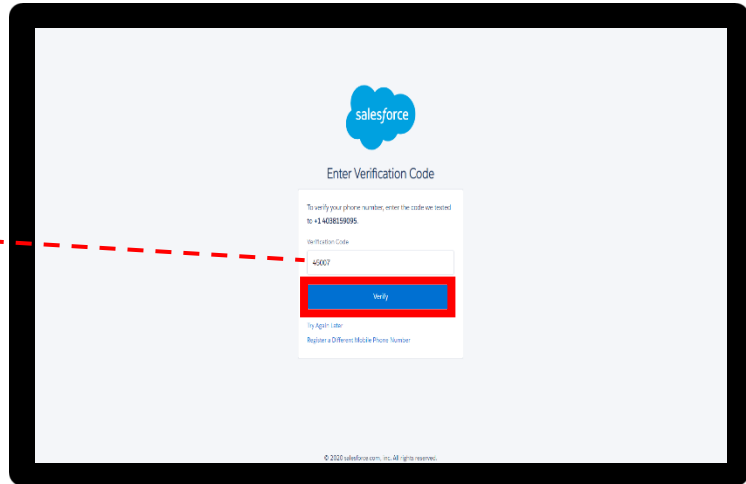 salesforce
Enter Verification Code
To verify your phone number, enter the code we texted
to +1 4038159095.
Verification Code
45007
Verify
Try Again Later
Register a Different Mobile Phone Number
© 2020 salesforce.com, inc. All rights reserved.